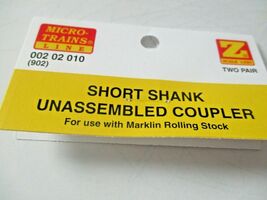 MICRO-
TRAINS®
LINE
002 02 010
(902)
Z
TWO PAIR
SHORT SHANK
UNASSEMBLED COUPLER
For use with Marklin Rolling Stock